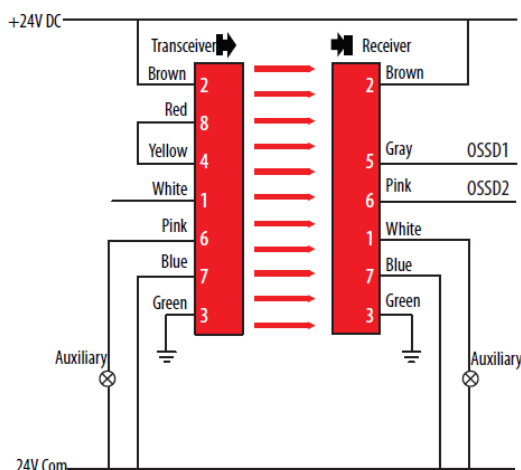 +24V DC
Transceiver
Receiver
Brown
2
2
Brown
Red
8
Yellow
4
5
Gray
OSSD1
White
1
6
Pink
OSSD2
Pink
6
1
White
Blue
7
7
Blue
Green
3
3
Green
Auxiliary
Auxiliary
24V Com